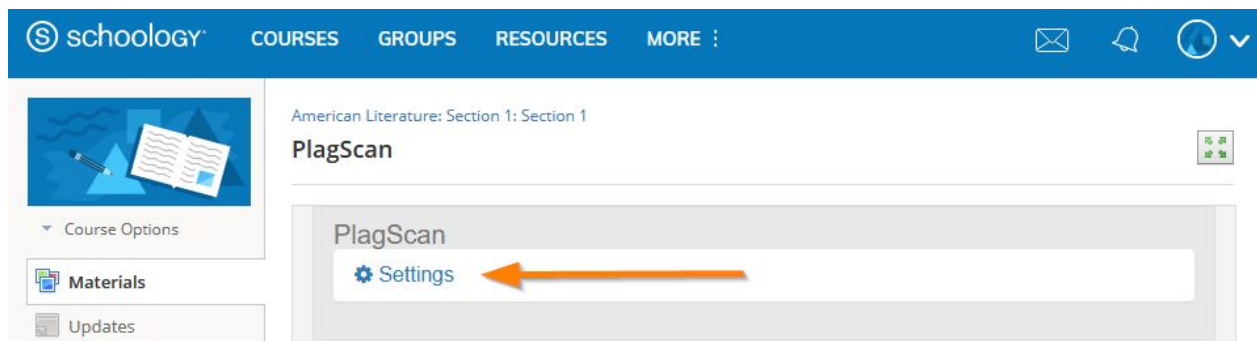 schoology COURSES GROUPS RESOURCES MORE
American Literature: Section 1: Section 1
PlagScan
Course Options
PlagScan
Settings
Materials
Updates